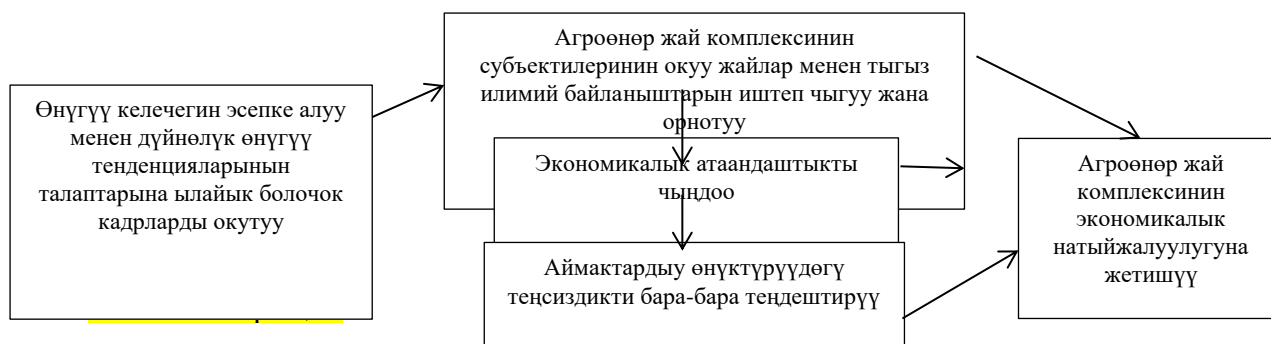 Өнүгүү келечегин эсепке алуу
менен дүйнөлүк өнүгүү
тенденцияларынын
талаптарына ылайык болочок
кадрларды окутуу
Агроөнөр жай комплексинин
субъектилеринин окуу жайлар менен тыгыз
илимий байланыштарын иштеп чыгуу жана
орнотуу
Экономикалык атаандаштыкты
чыңдоо
Аймактардыу өнүктүрүүдөгү
теңсиздикти бара-бара теңдештирүү
Агроөнөр жай
комплексинин
экономикалык
натыйжалуулугуна
жетишүү